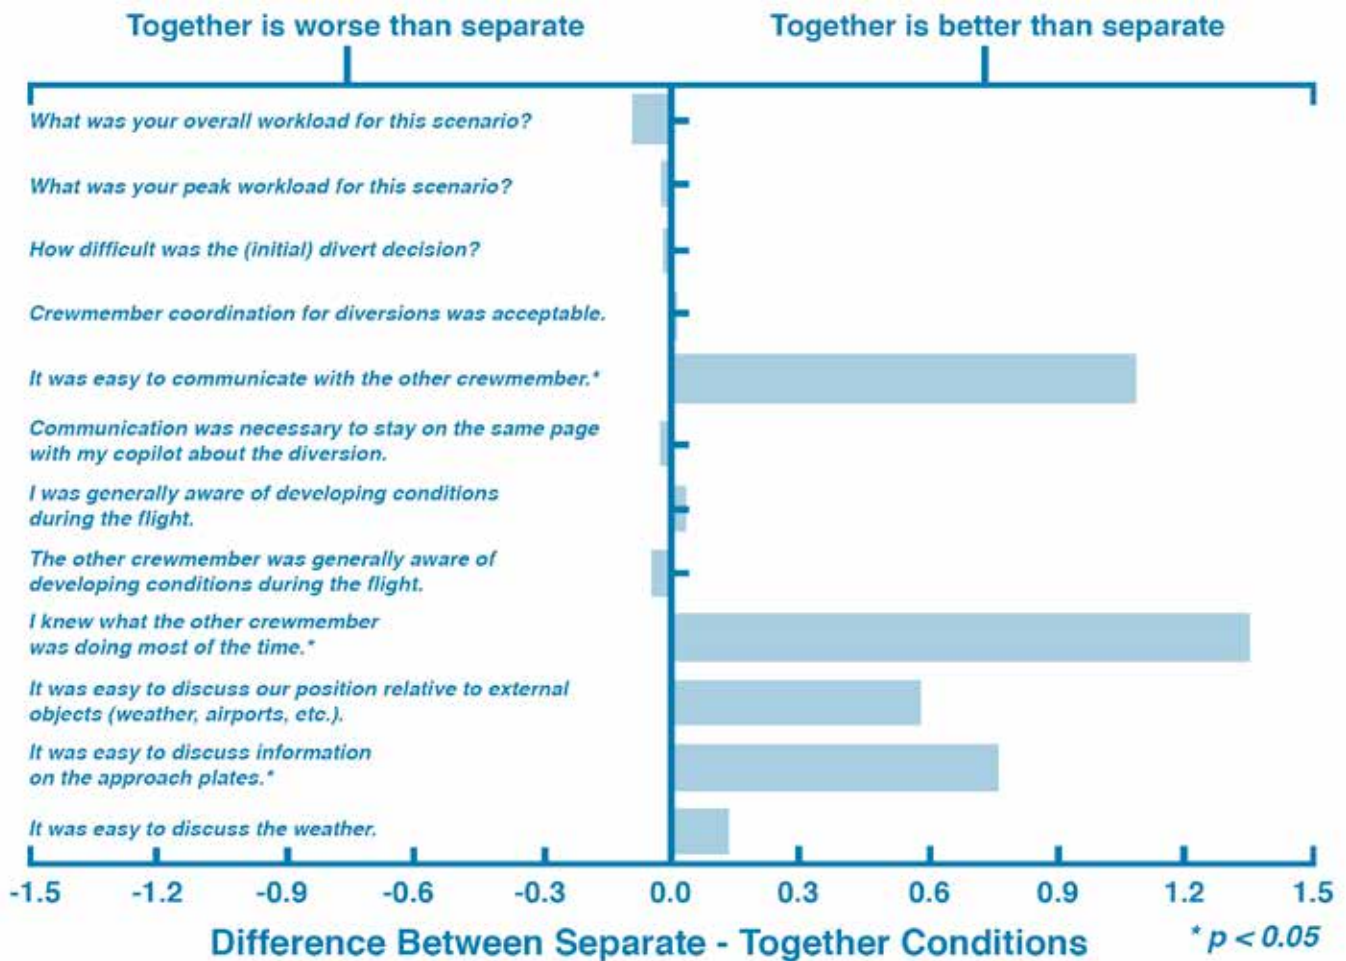 Together is worse than separate
Together is better than separate
What was your overall workload for this scenario?
What was your peak workload for this scenario?
How difficult was the (initial) divert decision?
Crewmember coordination for diversions was acceptable.
It was easy to communicate with the other crewmember.*
Communication was necessary to stay on the same page
with my copilot about the diversion.
I was generally aware of developing conditions
during the flight.
The other crewmember was generally aware of
developing conditions during the flight.
I knew what the other crewmember
was doing most of the time.*
It was easy to discuss our position relative to external
objects (weather, airports, etc.).
It was easy to discuss information
on the approach plates.*
It was easy to discuss the weather.
-1.5 -1.2 -0.9 -0.6 -0.3 0.0 0.3 0.6 0.9 1.2 1.5
Difference Between Separate - Together Conditions
* p < 0.05